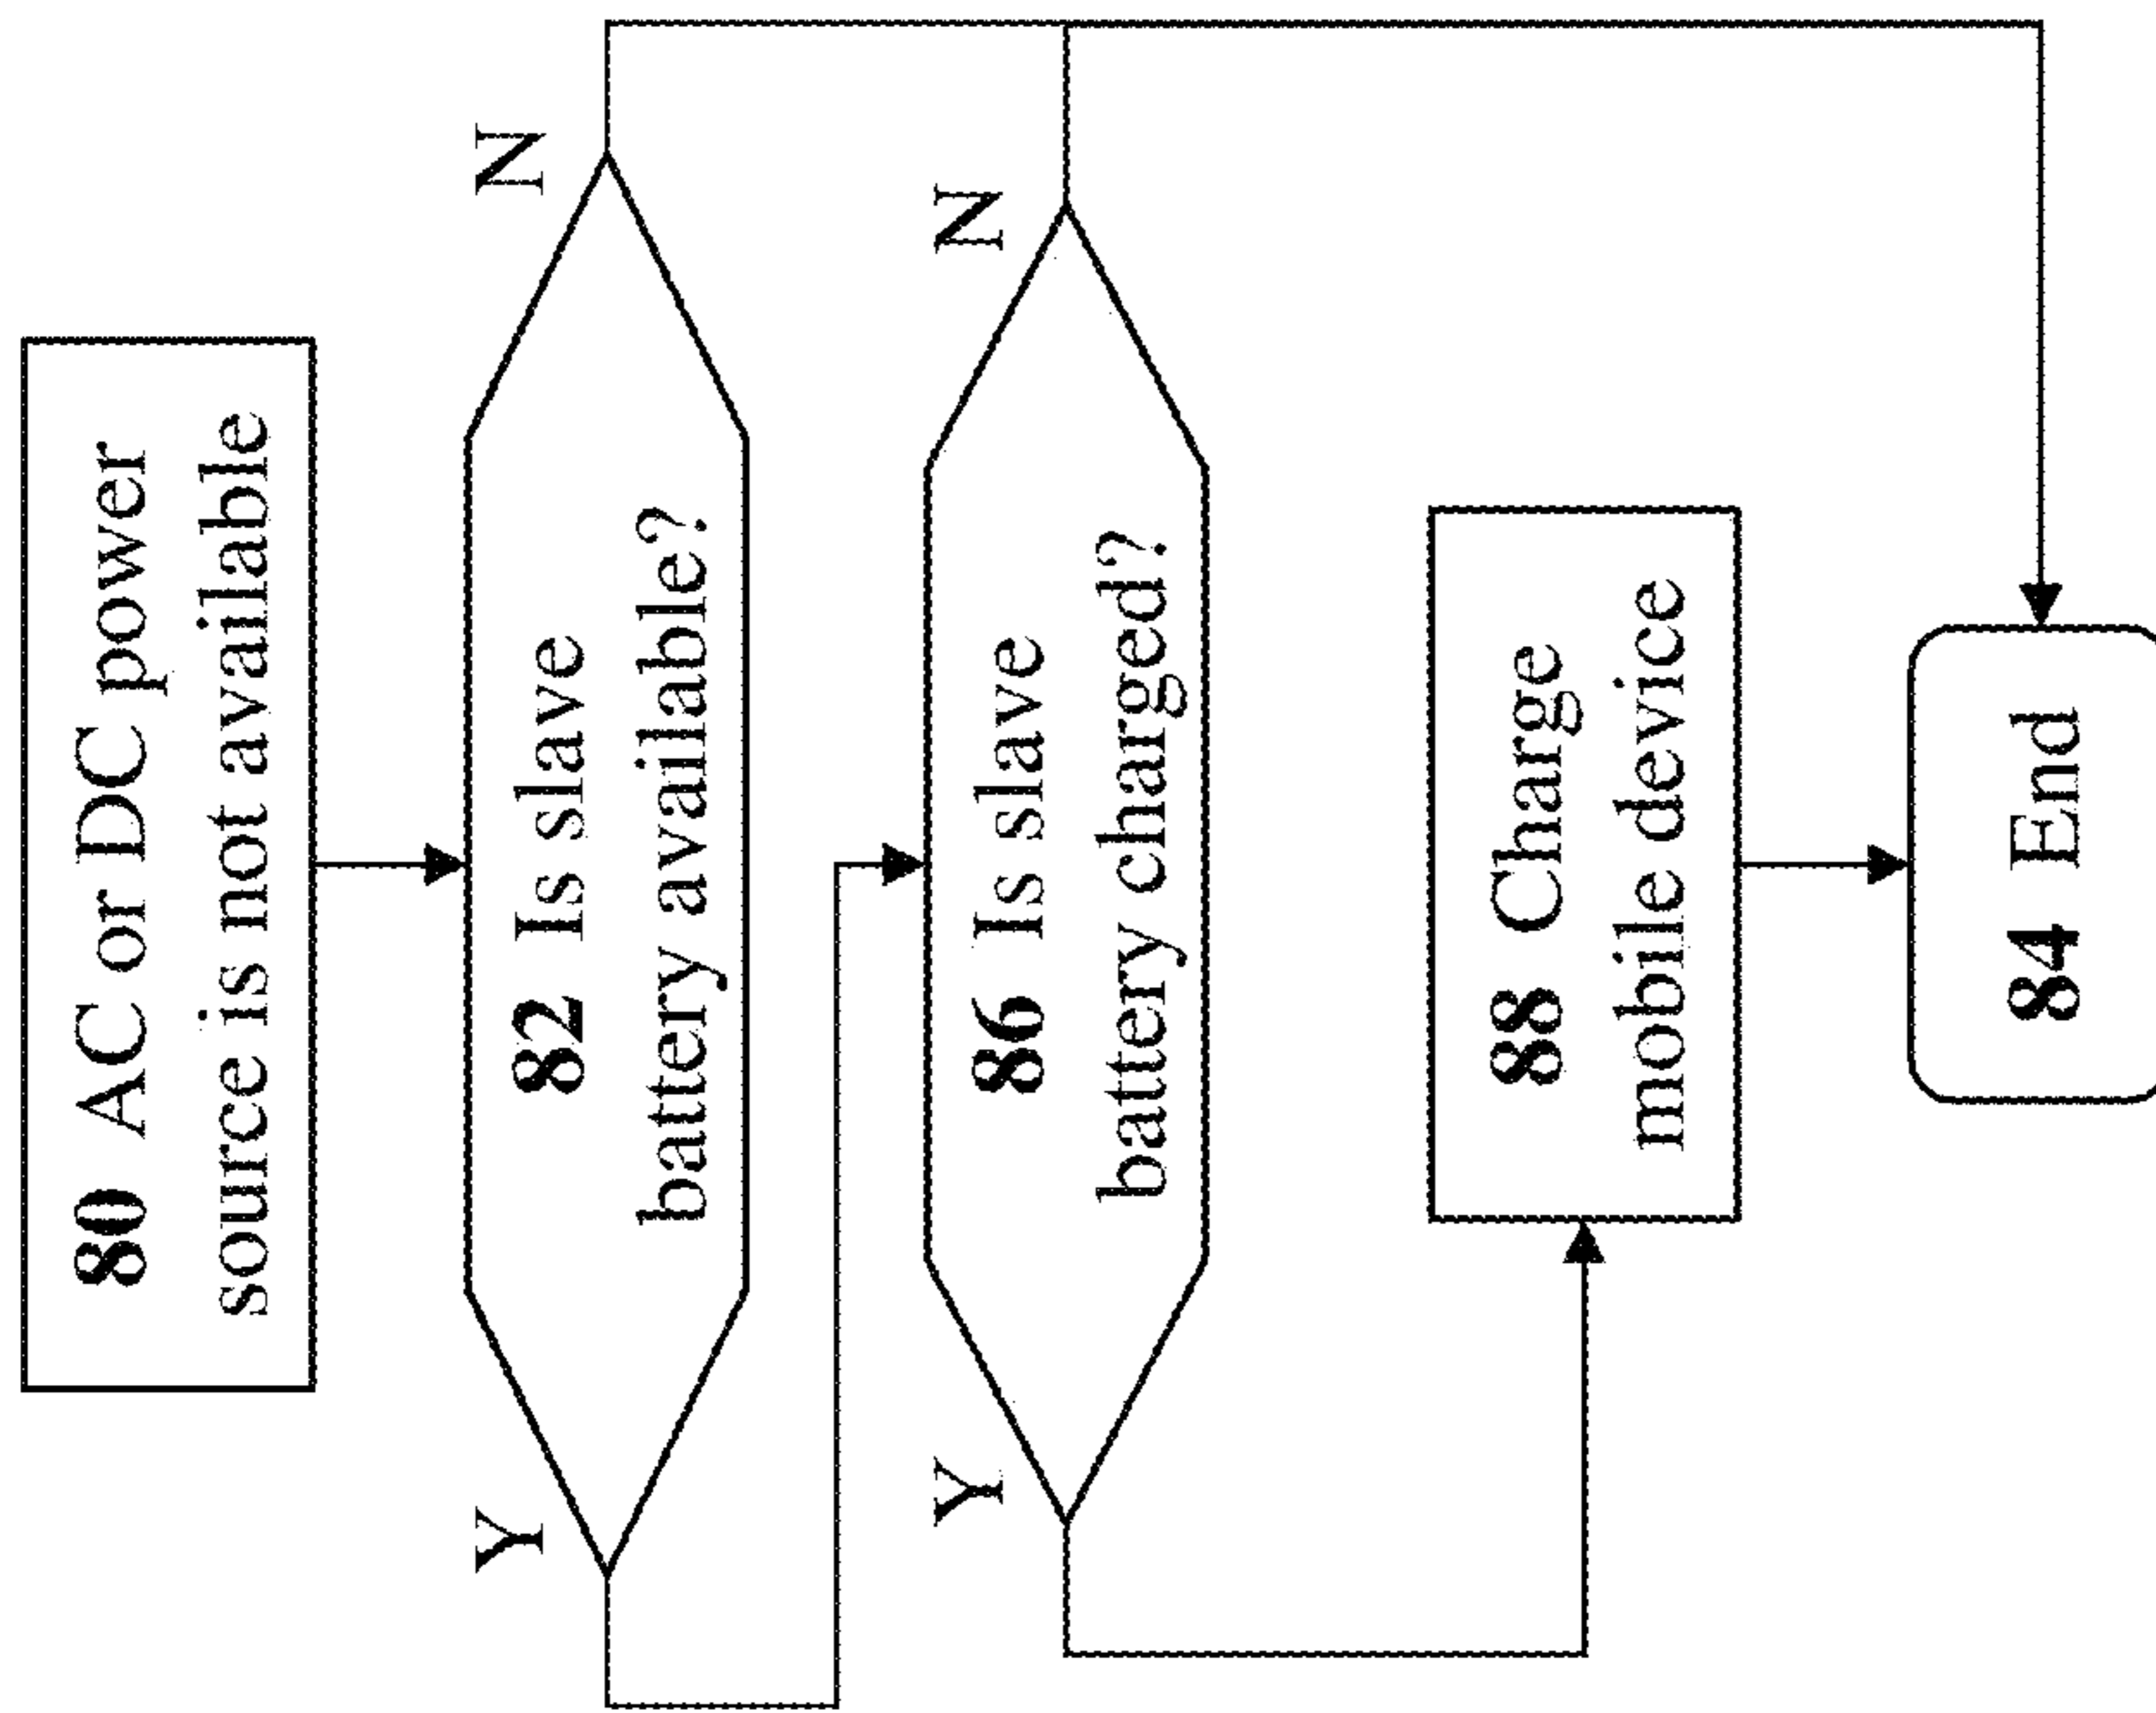 80 AC or DC power
source is not available
Y
N
82 Is slave
battery available?
Y
N
86 Is slave
battery charged?
88 Charge
mobile device
84 End